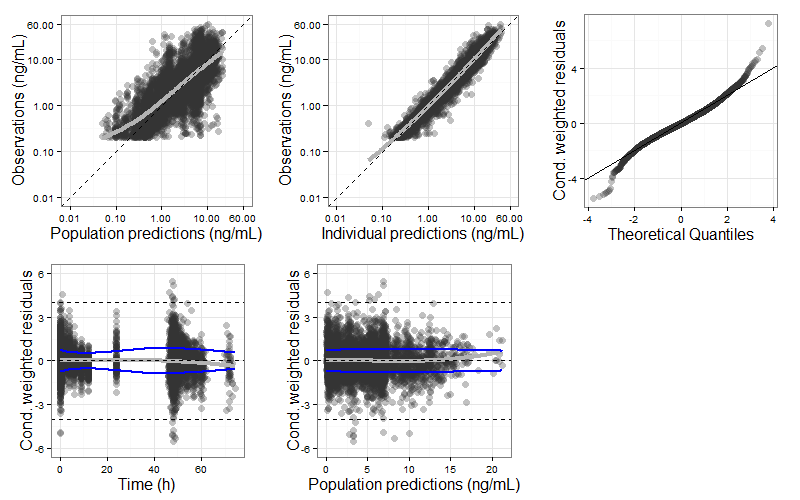 Observations (ng/mL)
60.00
10.00
1.00
0.10
0.01
0.01 0.10 1.00 10.00 60.00
Population predictions (ng/mL)
Observations (ng/mL)
60.00
10.00
1.00
0.10
0.01
0.01 0.10 1.00 10.00 60.00
Individual predictions (ng/mL)
Cond. weighted residuals
4
0
-4
-4 -2 0 2 4
Theoretical Quantiles
Cond. weighted residuals
6
3
0
-3
-6
0 20 40 60
Time (h)
Cond. weighted residuals
6
3
0
-3
-6
0 5 10 15 20
Population predictions (ng/mL)